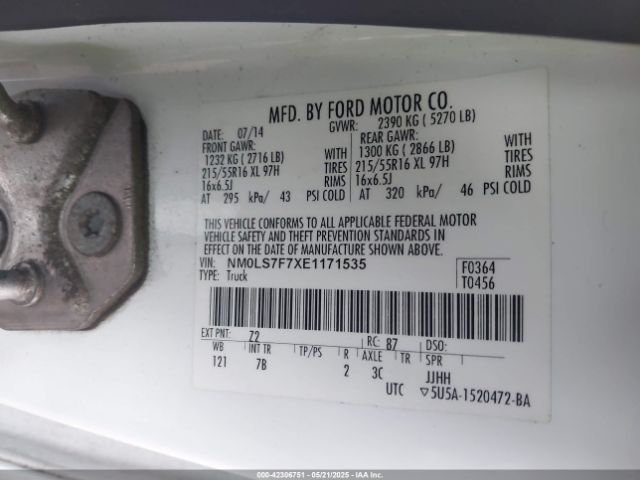 MFD. BY FORD MOTOR CO.
DATE: 07/14 GVWR: 2390 KG ( 5270 LB)
FRONT GAWR: REAR GAWR:
1232 KG ( 2716 LB) WITH 1300 KG ( 2866 LB) WITH
215/55R16 XL 97H TIRES 215/55R16 XL 97H TIRES
16x6.5J RIMS 16x6.5J RIMS
AT 295 kPa/ 43 PSI COLD AT 320 kPa/ 46 PSI COLD
THIS VEHICLE CONFORMS TO ALL APPLICABLE FEDERAL MOTOR
VEHICLE SAFETY AND THEFT PREVENTION STANDARDS IN
EFFECT ON THE DATE OF MANUFACTURE SHOWN ABOVE.
VIN: NM0LS7F7XE1171535 F0364
TYPE: Truck T0456
EXT PNT: Z2 RC: 87 DSO:
WB INT TR TP/PS R AXLE TR SPR
121 7B 2 3C JJHH
UTC ▽5U5A-1520472-BA
000-42306751 - 05/21/2025 - IAA Inc.